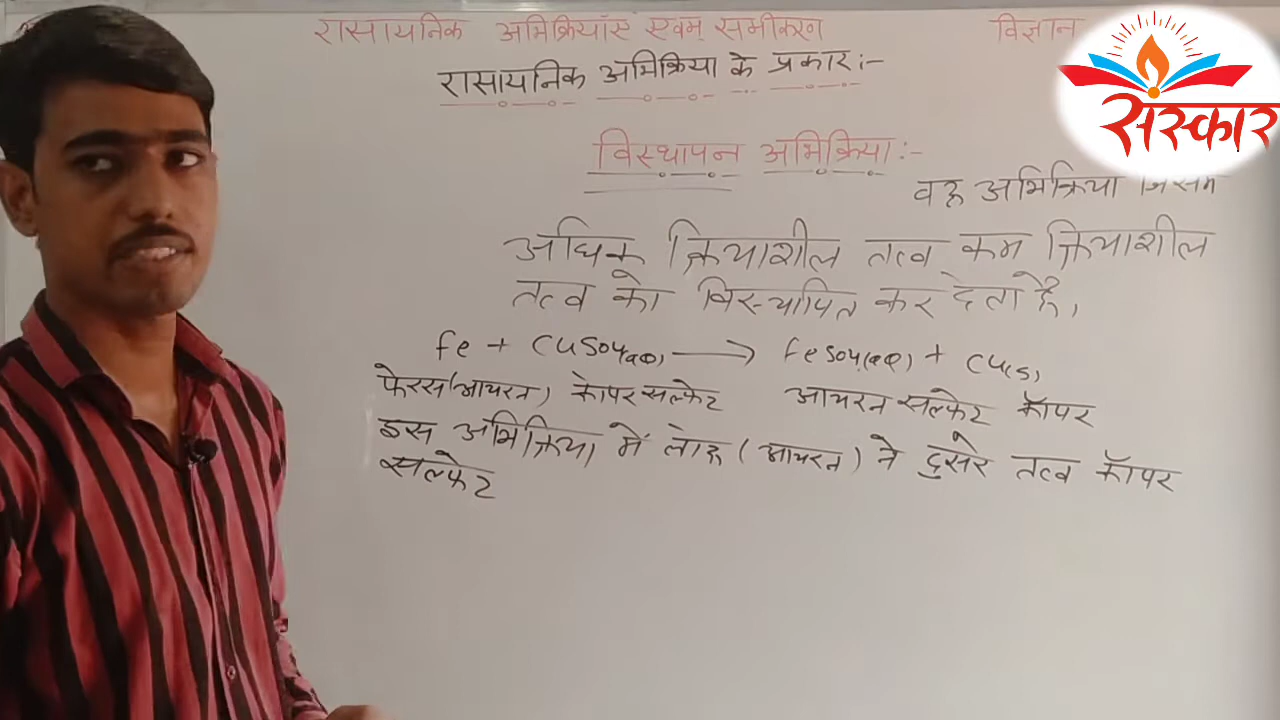 रासायनिक अभिक्रियाँए एवम् समीकरण
विज्ञान
संस्कार
रासायनिक अभिक्रिया के प्रकार :-
विस्थापन अभिक्रिया :-
वह अभिक्रिया जिसमें
अधिक क्रियाशील तत्व कम क्रियाशील
तत्व को विस्थापित कर देता है,
Fe + CuSO4(aq) ⟶ FeSO4(aq) + Cu(s)
फेरस(आयरन) कोपर सल्फेट आयरन सल्फेट कॉपर
इस अभिक्रिया में लोह (आयरन) ने दुसरे तत्व कॉपर
सल्फेट